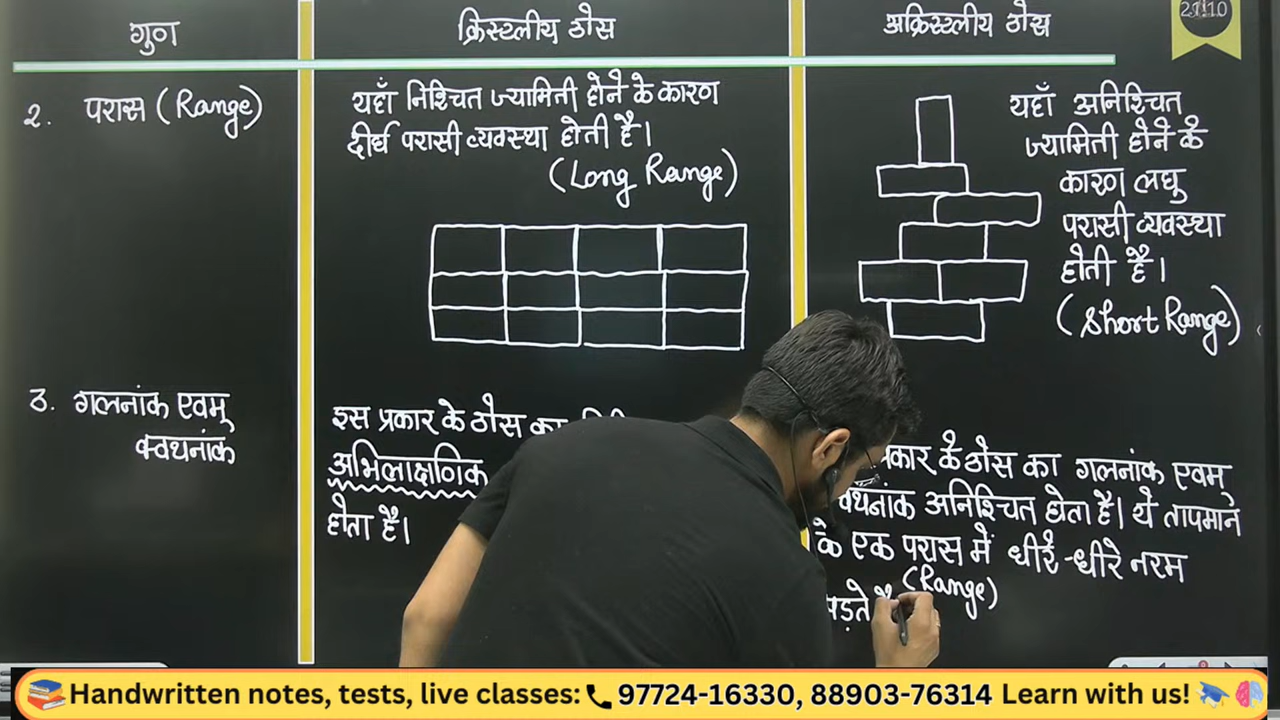 गुण
क्रिस्टलीय ठोस
अक्रिस्टलीय ठोस
21:10
2. परास (Range)
यहाँ निश्चित ज्यामिती होने के कारण
दीर्घ परासी व्यवस्था होती है।
(Long Range)
यहाँ अनिश्चित
ज्यामिती होने के
कारण लघु
परासी व्यवस्था
होती है।
(Short Range)
3. गलनांक एवम्
क्वथनांक
इस प्रकार के ठोस का
अभिलाक्षणिक
होता है।
प्रकार के ठोस का गलनांक एवम्
क्वथनांक अनिश्चित होता है। ये तापमान
के एक परास में धीरे-धीरे नरम
(Range)
पड़ते
Handwritten notes, tests, live classes: 97724-16330, 88903-76314 Learn with us!